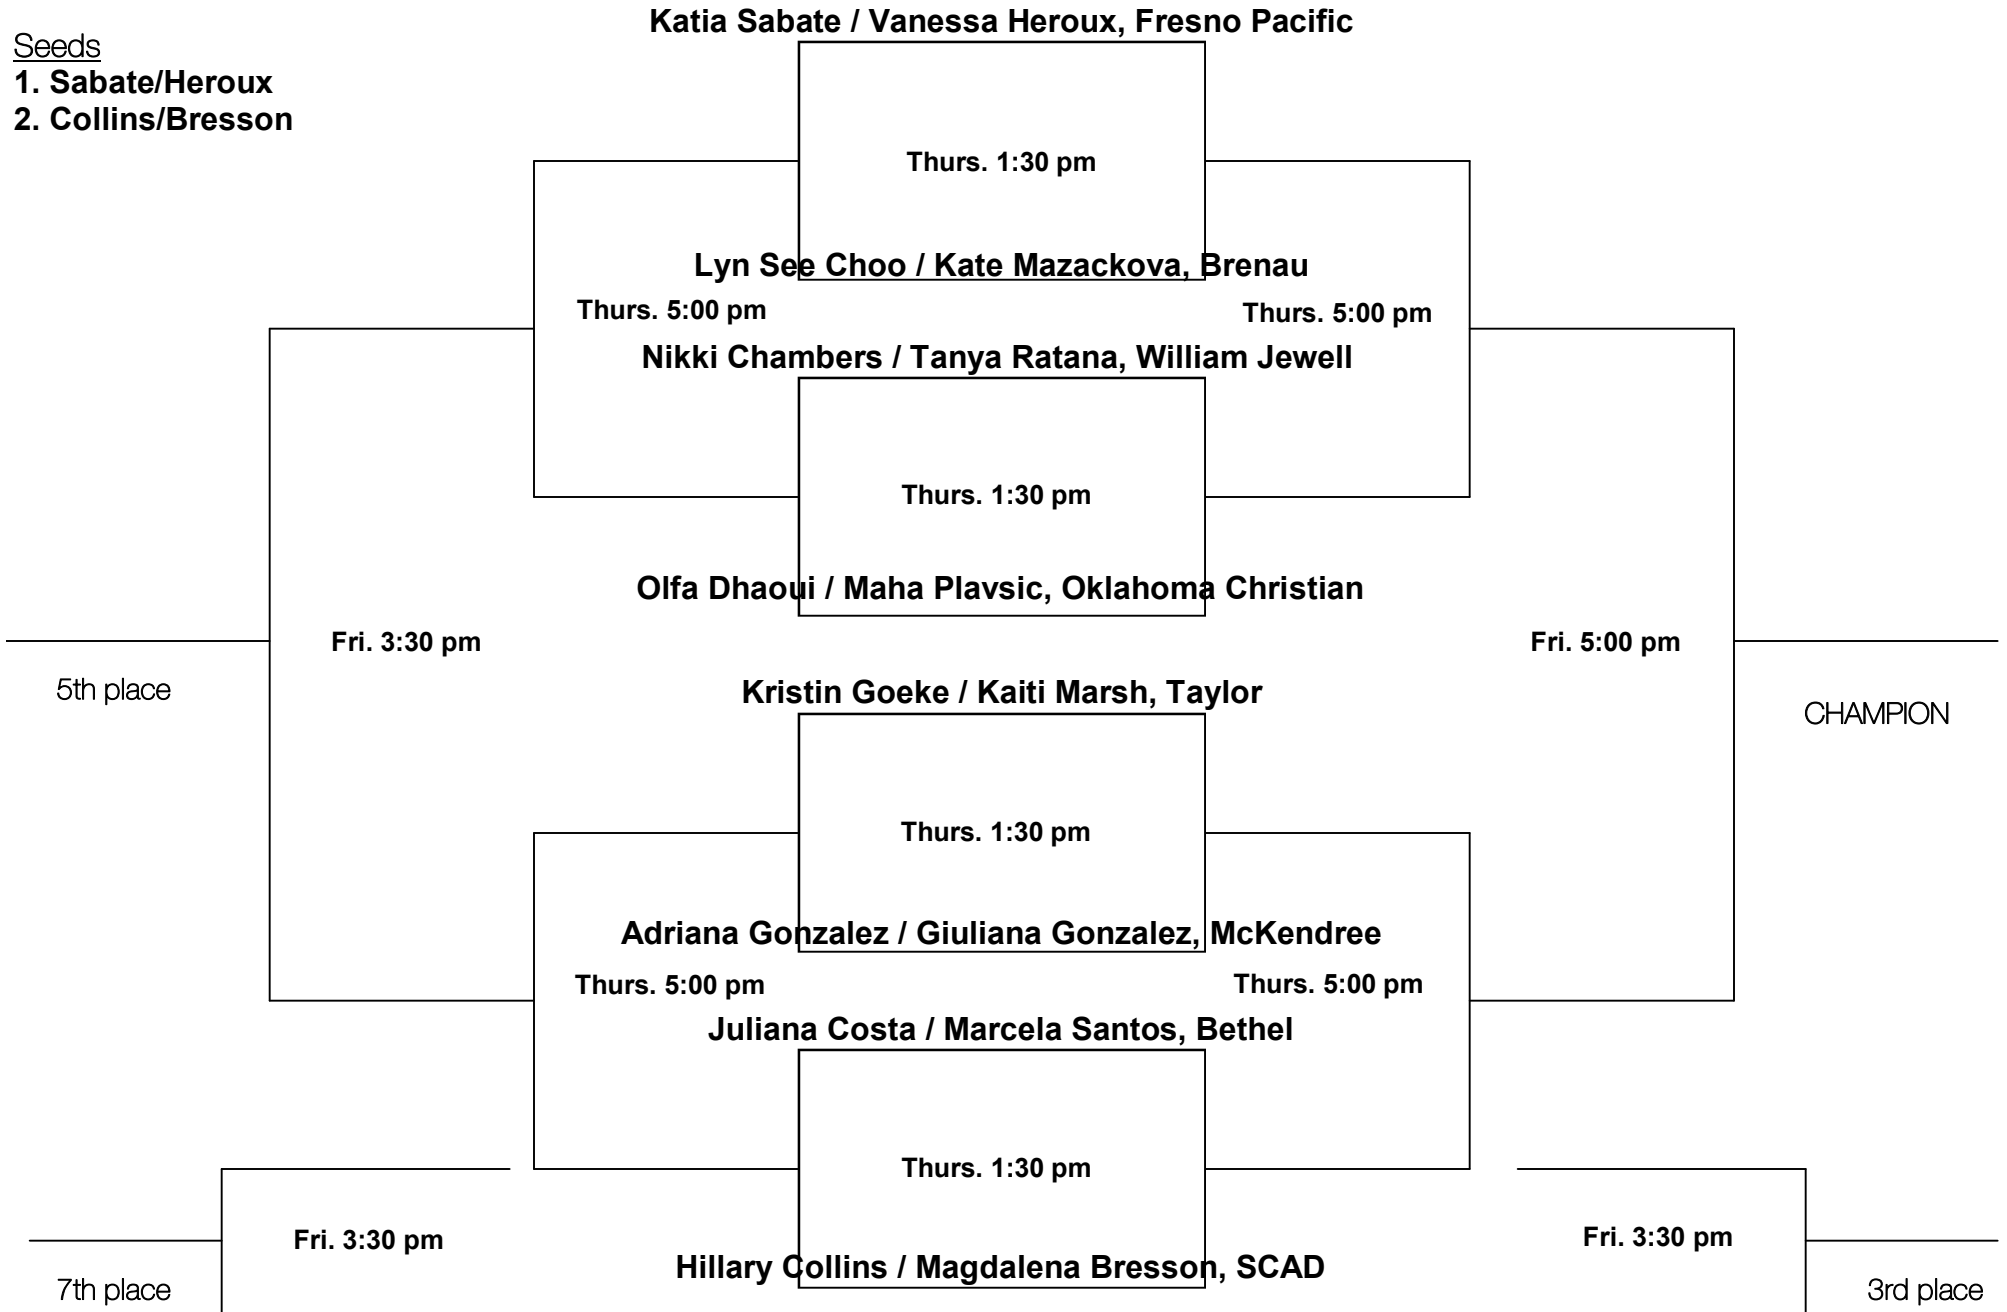 Katia Sabate / Vanessa Heroux, Fresno Pacific
Seeds
1. Sabate/Heroux
2. Collins/Bresson
Thurs. 1:30 pm
Lyn See Choo / Kate Mazackova, Brenau
Thurs. 5:00 pm
Thurs. 5:00 pm
Nikki Chambers / Tanya Ratana, William Jewell
Thurs. 1:30 pm
Olfa Dhaoui / Maha Plavsic, Oklahoma Christian
Fri. 3:30 pm
Fri. 5:00 pm
5th place
Kristin Goeke / Kaiti Marsh, Taylor
CHAMPION
Thurs. 1:30 pm
Adriana Gonzalez / Giuliana Gonzalez, McKendree
Thurs. 5:00 pm
Thurs. 5:00 pm
Juliana Costa / Marcela Santos, Bethel
Thurs. 1:30 pm
Fri. 3:30 pm
Fri. 3:30 pm
Hillary Collins / Magdalena Bresson, SCAD
7th place
3rd place